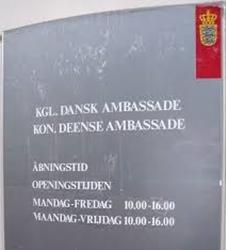 KGL. DANSK AMBASSADE
KON. DEENSE AMBASSADE
ÅBNINGSTID
OPENINGSTIJDEN
MANDAG-FREDAG 10.00-16.00
MAANDAG-VRIJDAG 10.00-16.00